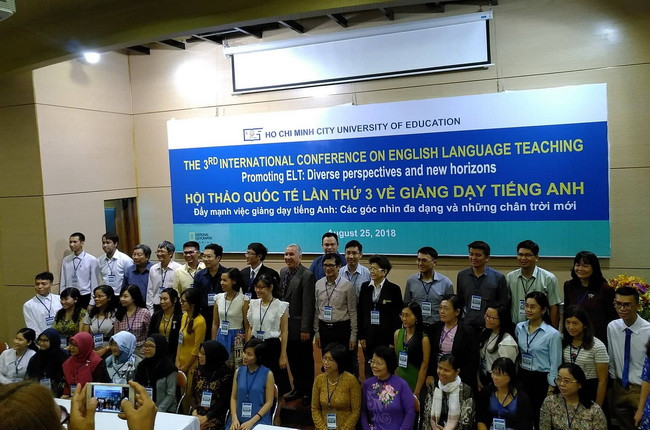 HO CHI MINH CITY UNIVERSITY OF EDUCATION
THE 3RD INTERNATIONAL CONFERENCE ON ENGLISH LANGUAGE TEACHING
Promoting ELT: Diverse perspectives and new horizons
HỘI THẢO QUỐC TẾ LẦN THỨ 3 VỀ GIẢNG DẠY TIẾNG ANH
Đẩy mạnh việc giảng dạy tiếng Anh: Các góc nhìn đa dạng và những chân trời mới
NATIONAL
GEOGRAPHIC
August 25, 2018